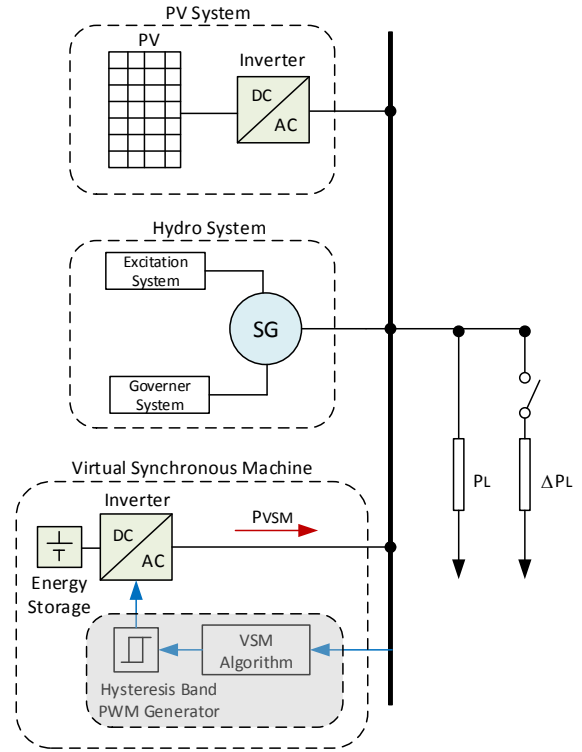 PV System
PV
Inverter
DC
AC
Hydro System
Excitation
System
SG
Governer
System
PL
ΔPL
Virtual Synchronous Machine
Inverter
PVSM
DC
AC
Energy
Storage
VSM
Algorithm
Hysteresis Band
PWM Generator